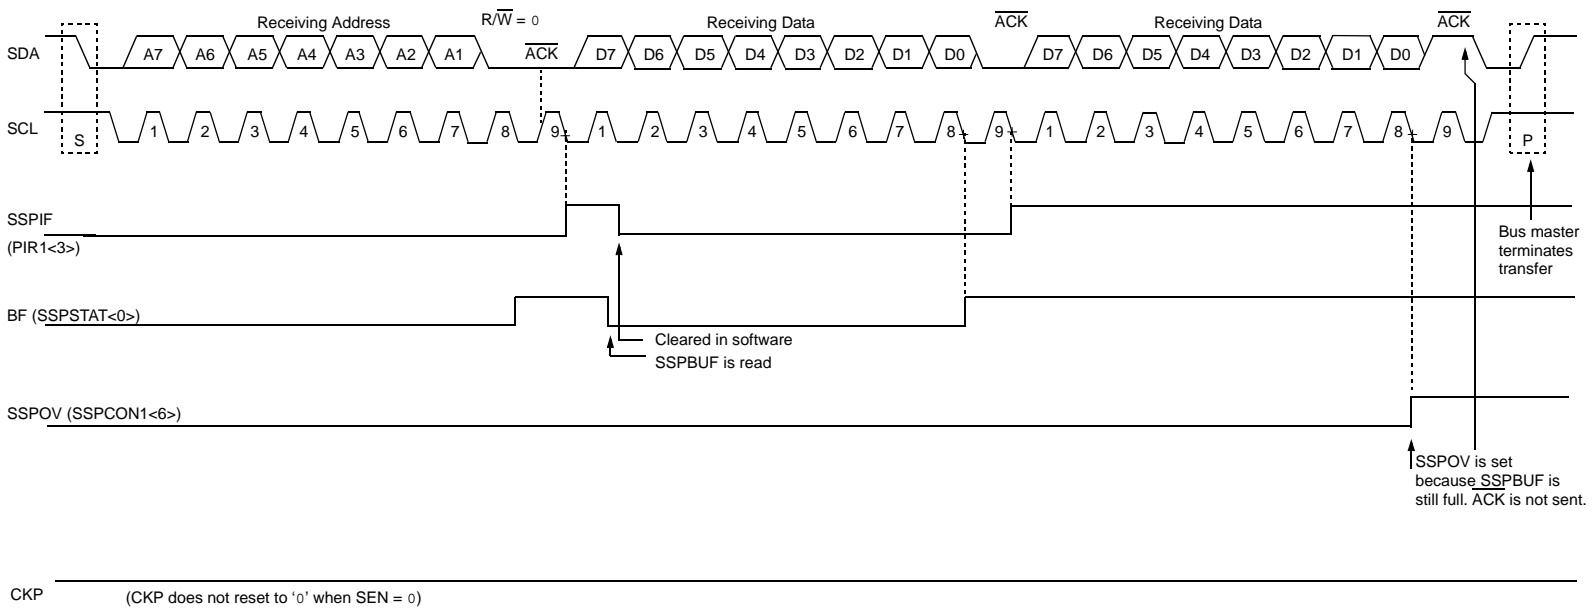 Receiving Address R/W = 0 Receiving Data ACK Receiving Data ACK
SDA A7 A6 A5 A4 A3 A2 A1 ACK D7 D6 D5 D4 D3 D2 D1 D0 D7 D6 D5 D4 D3 D2 D1 D0
SCL S 1 2 3 4 5 6 7 8 9 1 2 3 4 5 6 7 8 9 1 2 3 4 5 6 7 8 9 P
SSPIF
(PIR1<3>)
Bus master
terminates
transfer
BF (SSPSTAT<0>)
Cleared in software
SSPBUF is read
SSPOV (SSPCON1<6>)
SSPOV is set
because SSPBUF is
still full. ACK is not sent.
CKP (CKP does not reset to ‘0’ when SEN = 0)